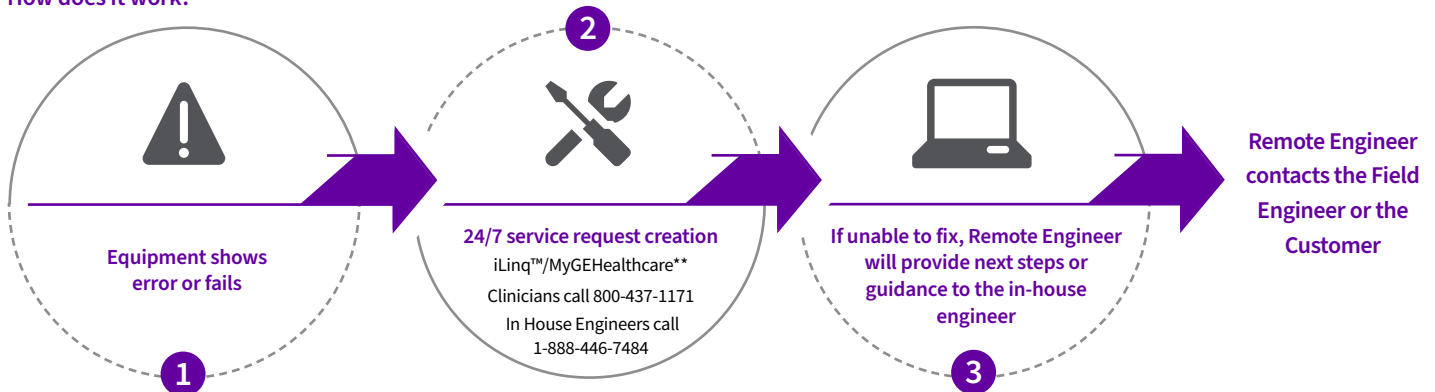 How does it work?
1
Equipment shows
error or fails
2
24/7 service request creation
iLinq™/MyGEHealthcare**
Clinicians call 800-437-1171
In House Engineers call
1-888-446-7484
3
If unable to fix, Remote Engineer
will provide next steps or
guidance to the in-house
engineer
Remote Engineer
contacts the Field
Engineer or the
Customer